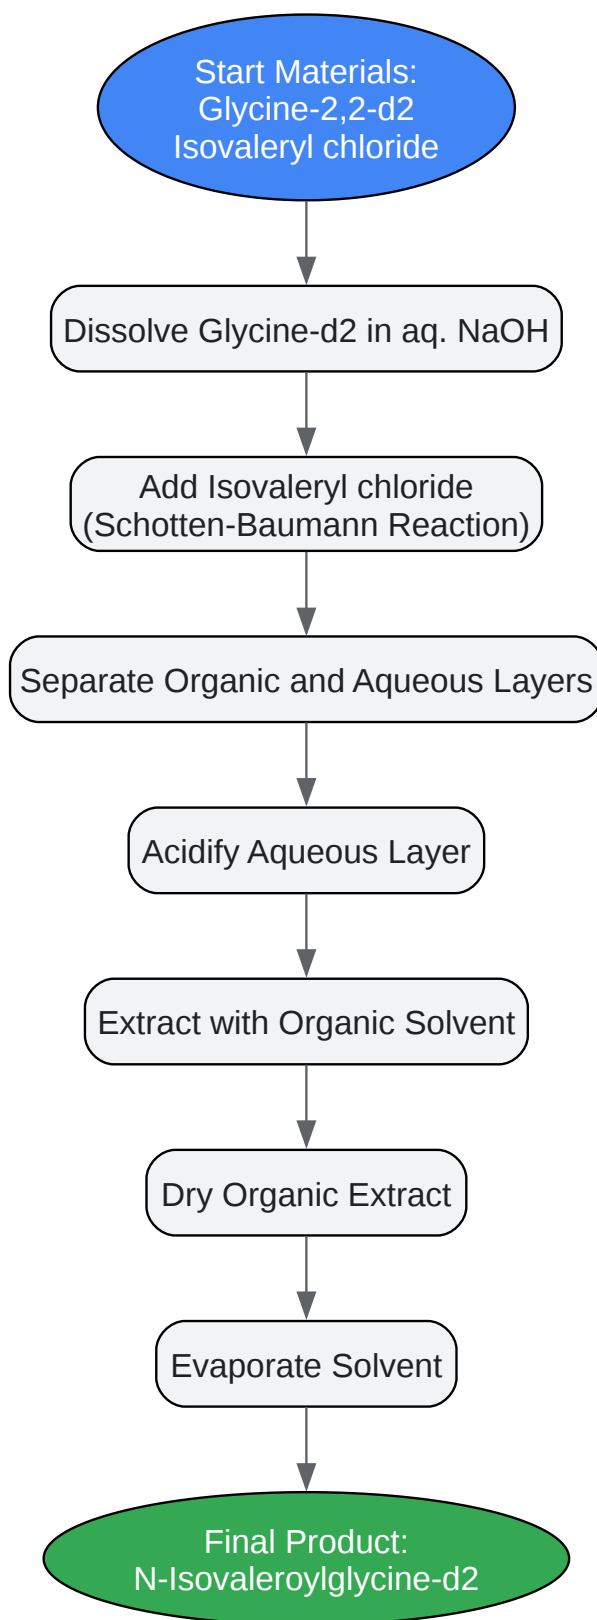 Start Materials:
Glycine-2,2-d2
Isovaleryl chloride
Dissolve Glycine-d2 in aq. NaOH
Add Isovaleryl chloride
(Schotten-Baumann Reaction)
Separate Organic and Aqueous Layers
Acidify Aqueous Layer
Extract with Organic Solvent
Dry Organic Extract
Evaporate Solvent
Final Product:
N-Isovaleroylglycine-d2